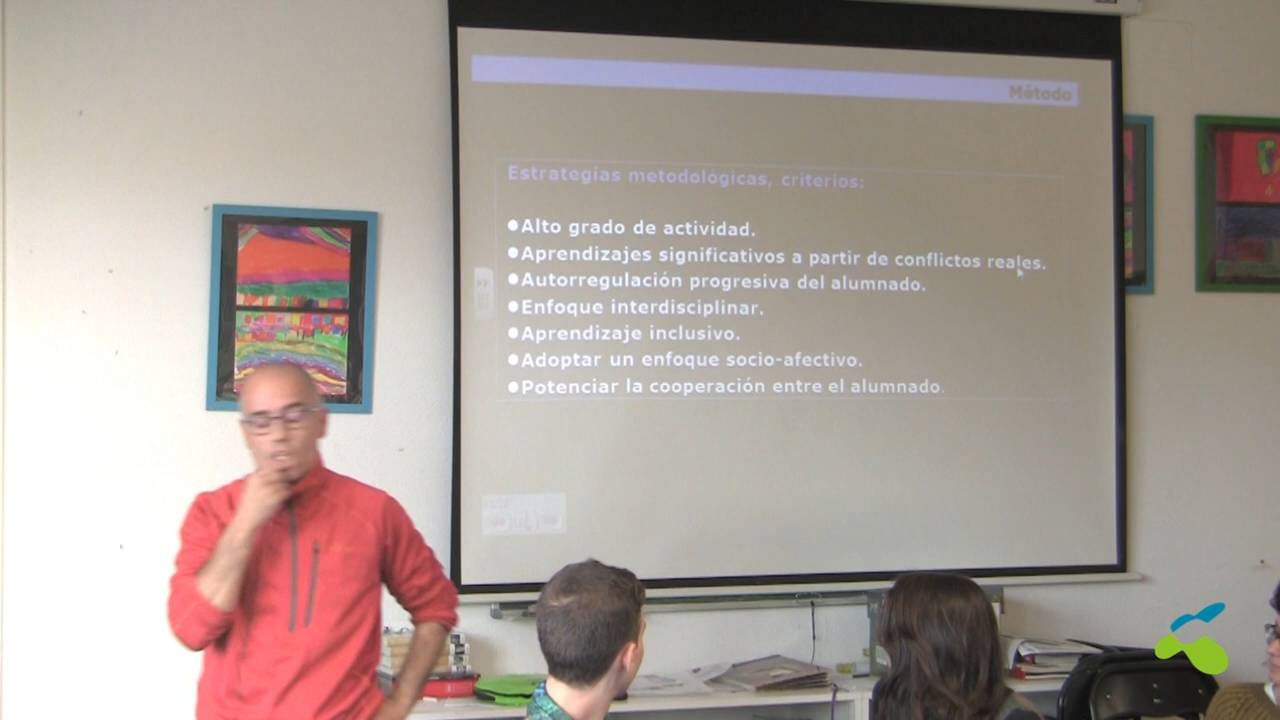 Método
Estrategias metodológicas, criterios:
●Alto grado de actividad.
●Aprendizajes significativos a partir de conflictos reales.
●Autorregulación progresiva del alumnado.
●Enfoque interdisciplinar.
●Aprendizaje inclusivo.
●Adoptar un enfoque socio-afectivo.
●Potenciar la cooperación entre el alumnado.